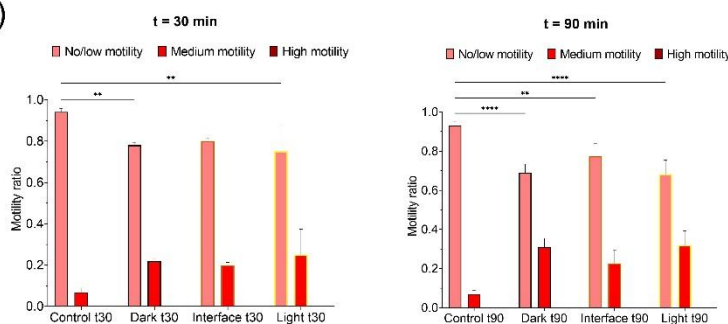 )
t = 30 min
No/low motility Medium motility High motility
**
**
1.0
0.8
0.6
0.4
0.2
0.0
Motility ratio
Control t30 Dark t30 Interface t30 Light t30
t = 90 min
No/low motility Medium motility High motility
****
**
****
1.0
0.8
0.6
0.4
0.2
0.0
Motility ratio
Control t90 Dark t90 Interface t90 Light t90